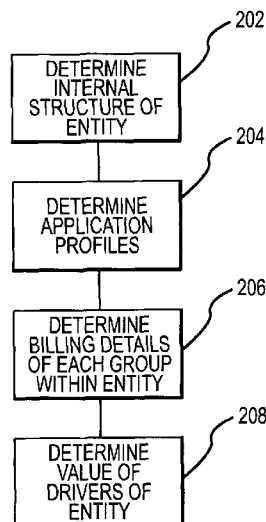 202
DETERMINE
INTERNAL
STRUCTURE OF
ENTITY
204
DETERMINE
APPLICATION
PROFILES
206
DETERMINE
BILLING DETAILS
OF EACH GROUP
WITHIN ENTITY
208
DETERMINE
VALUE OF
DRIVERS OF
ENTITY